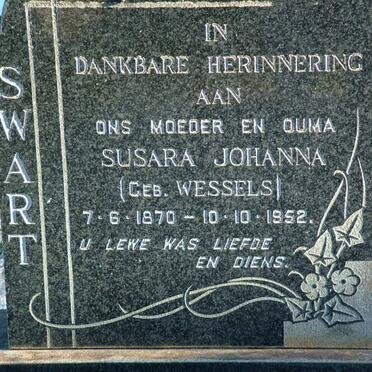 SWART
IN
DANKBARE HERINNERING
AAN
ONS MOEDER EN OUMA
SUSARA JOHANNA
(GEB. WESSELS)
7·6·1870 – 10·10·1952.
U LEWE WAS LIEFDE
EN DIENS.